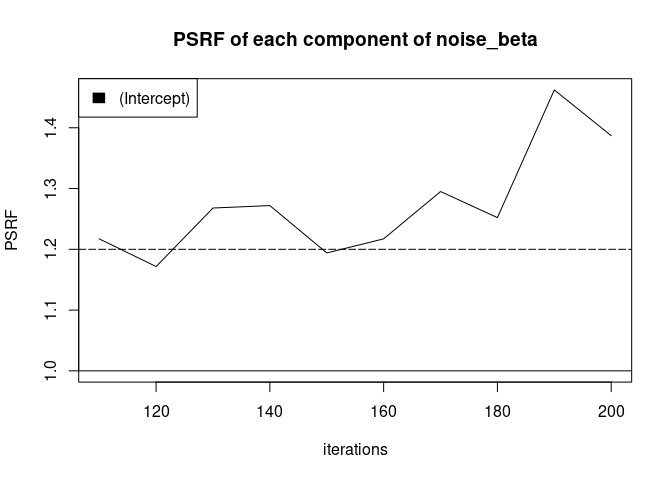 PSRF of each component of noise_beta
(Intercept)
PSRF
1.4
1.3
1.2
1.1
1.0
120 140 160 180 200
iterations